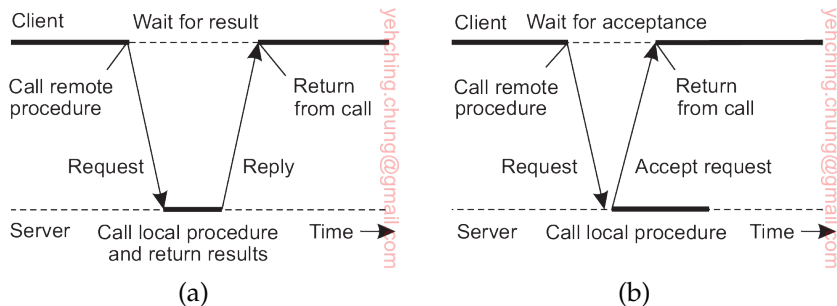 Client Wait for result
Call remote
procedure
Return
from call
Request
Reply
Server
Call local procedure
and return results
Time
(a)
yehching.chung@gmail.com
Client Wait for acceptance
Call remote
procedure
Return
from call
Request
Accept request
Server
Call local procedure
Time
(b)
yehching.chung@gmail.com